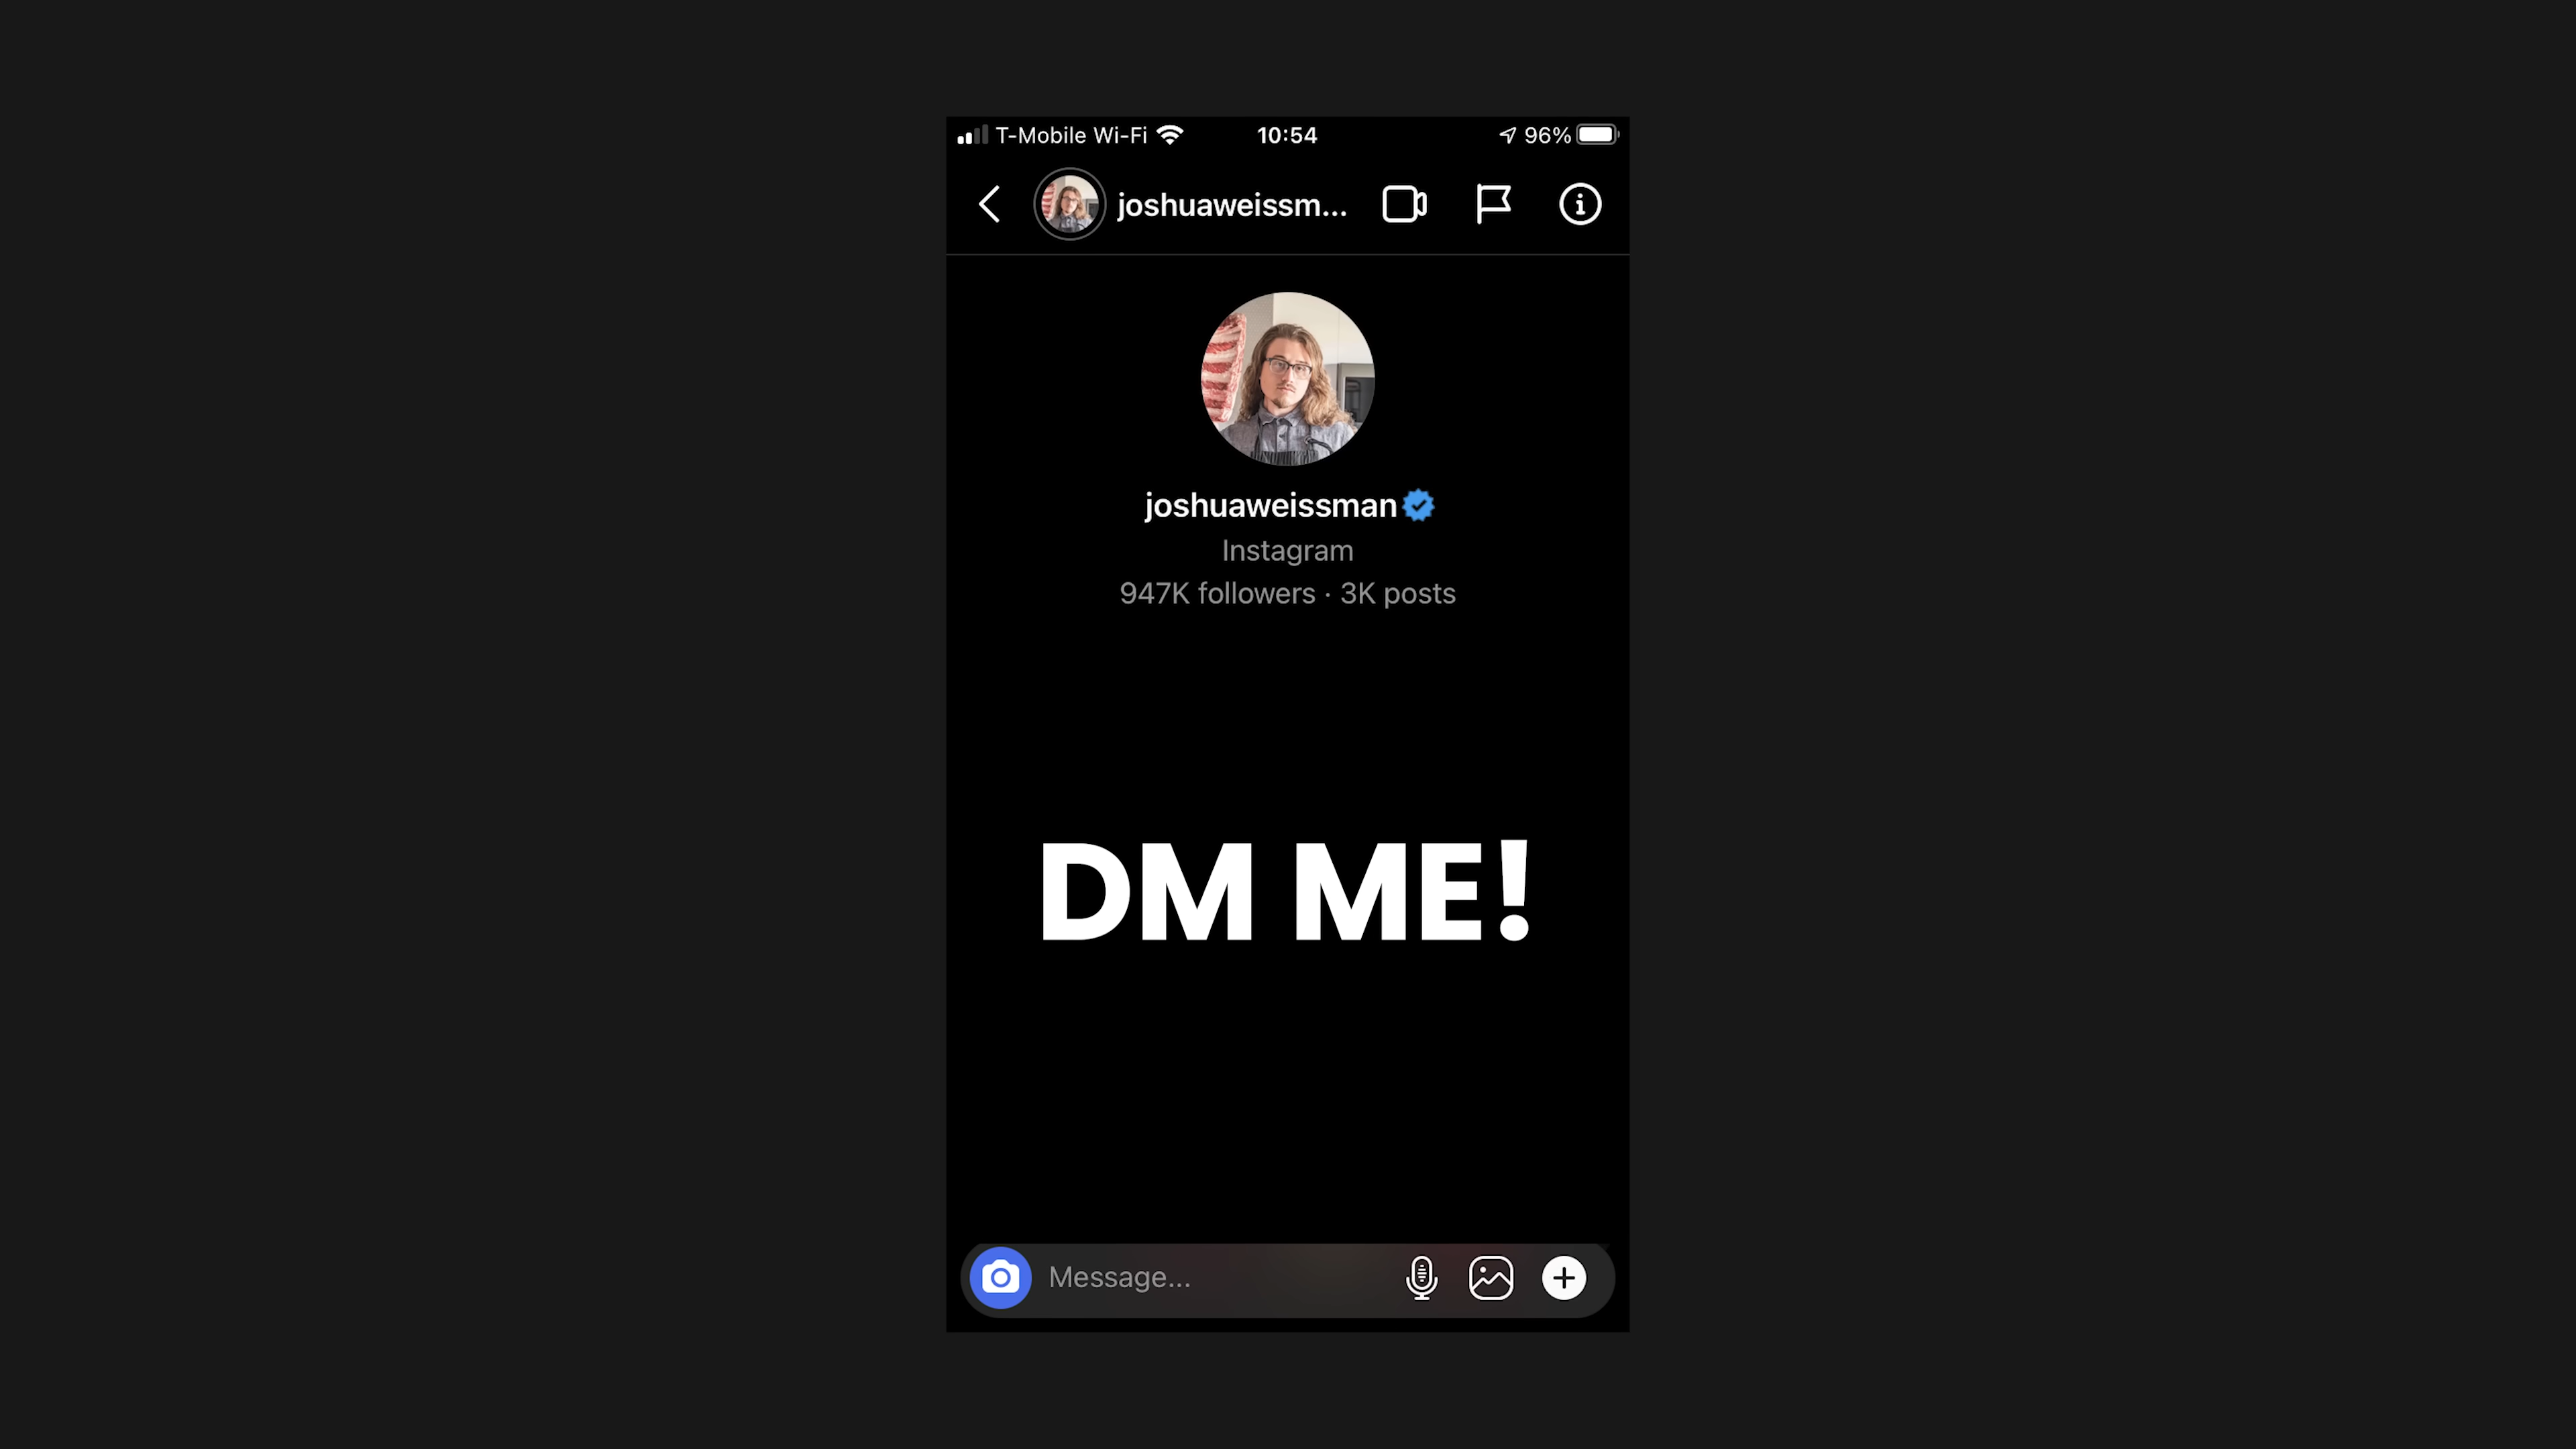 T-Mobile Wi-Fi 10:54 96%
joshuaweissm...
joshuaweissman
Instagram
947K followers · 3K posts
DM ME!
Message...